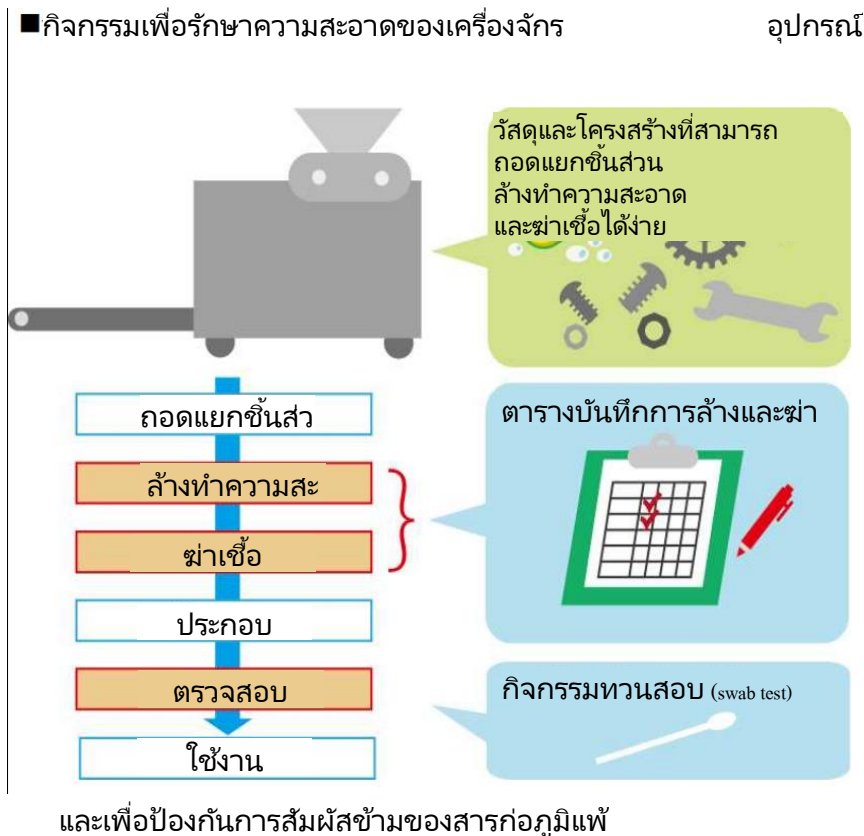 ■กิจกรรมเพื่อรักษาความสะอาดของเครื่องจักร อุปกรณ์
วัสดุและโครงสร้างที่สามารถ
ถอดแยกชิ้นส่วน
ล้างทำความสะอาด
และฆ่าเชื้อได้ง่าย
ถอดแยกชิ้นส่ว
ล้างทำความสะ
ฆ่าเชื้อ
ประกอบ
ตรวจสอบ
ใช้งาน
ตารางบันทึกการล้างและฆ่า
กิจกรรมทวนสอบ (swab test)
และเพื่อป้องกันการสัมผัสข้ามของสารก่อภูมิแพ้